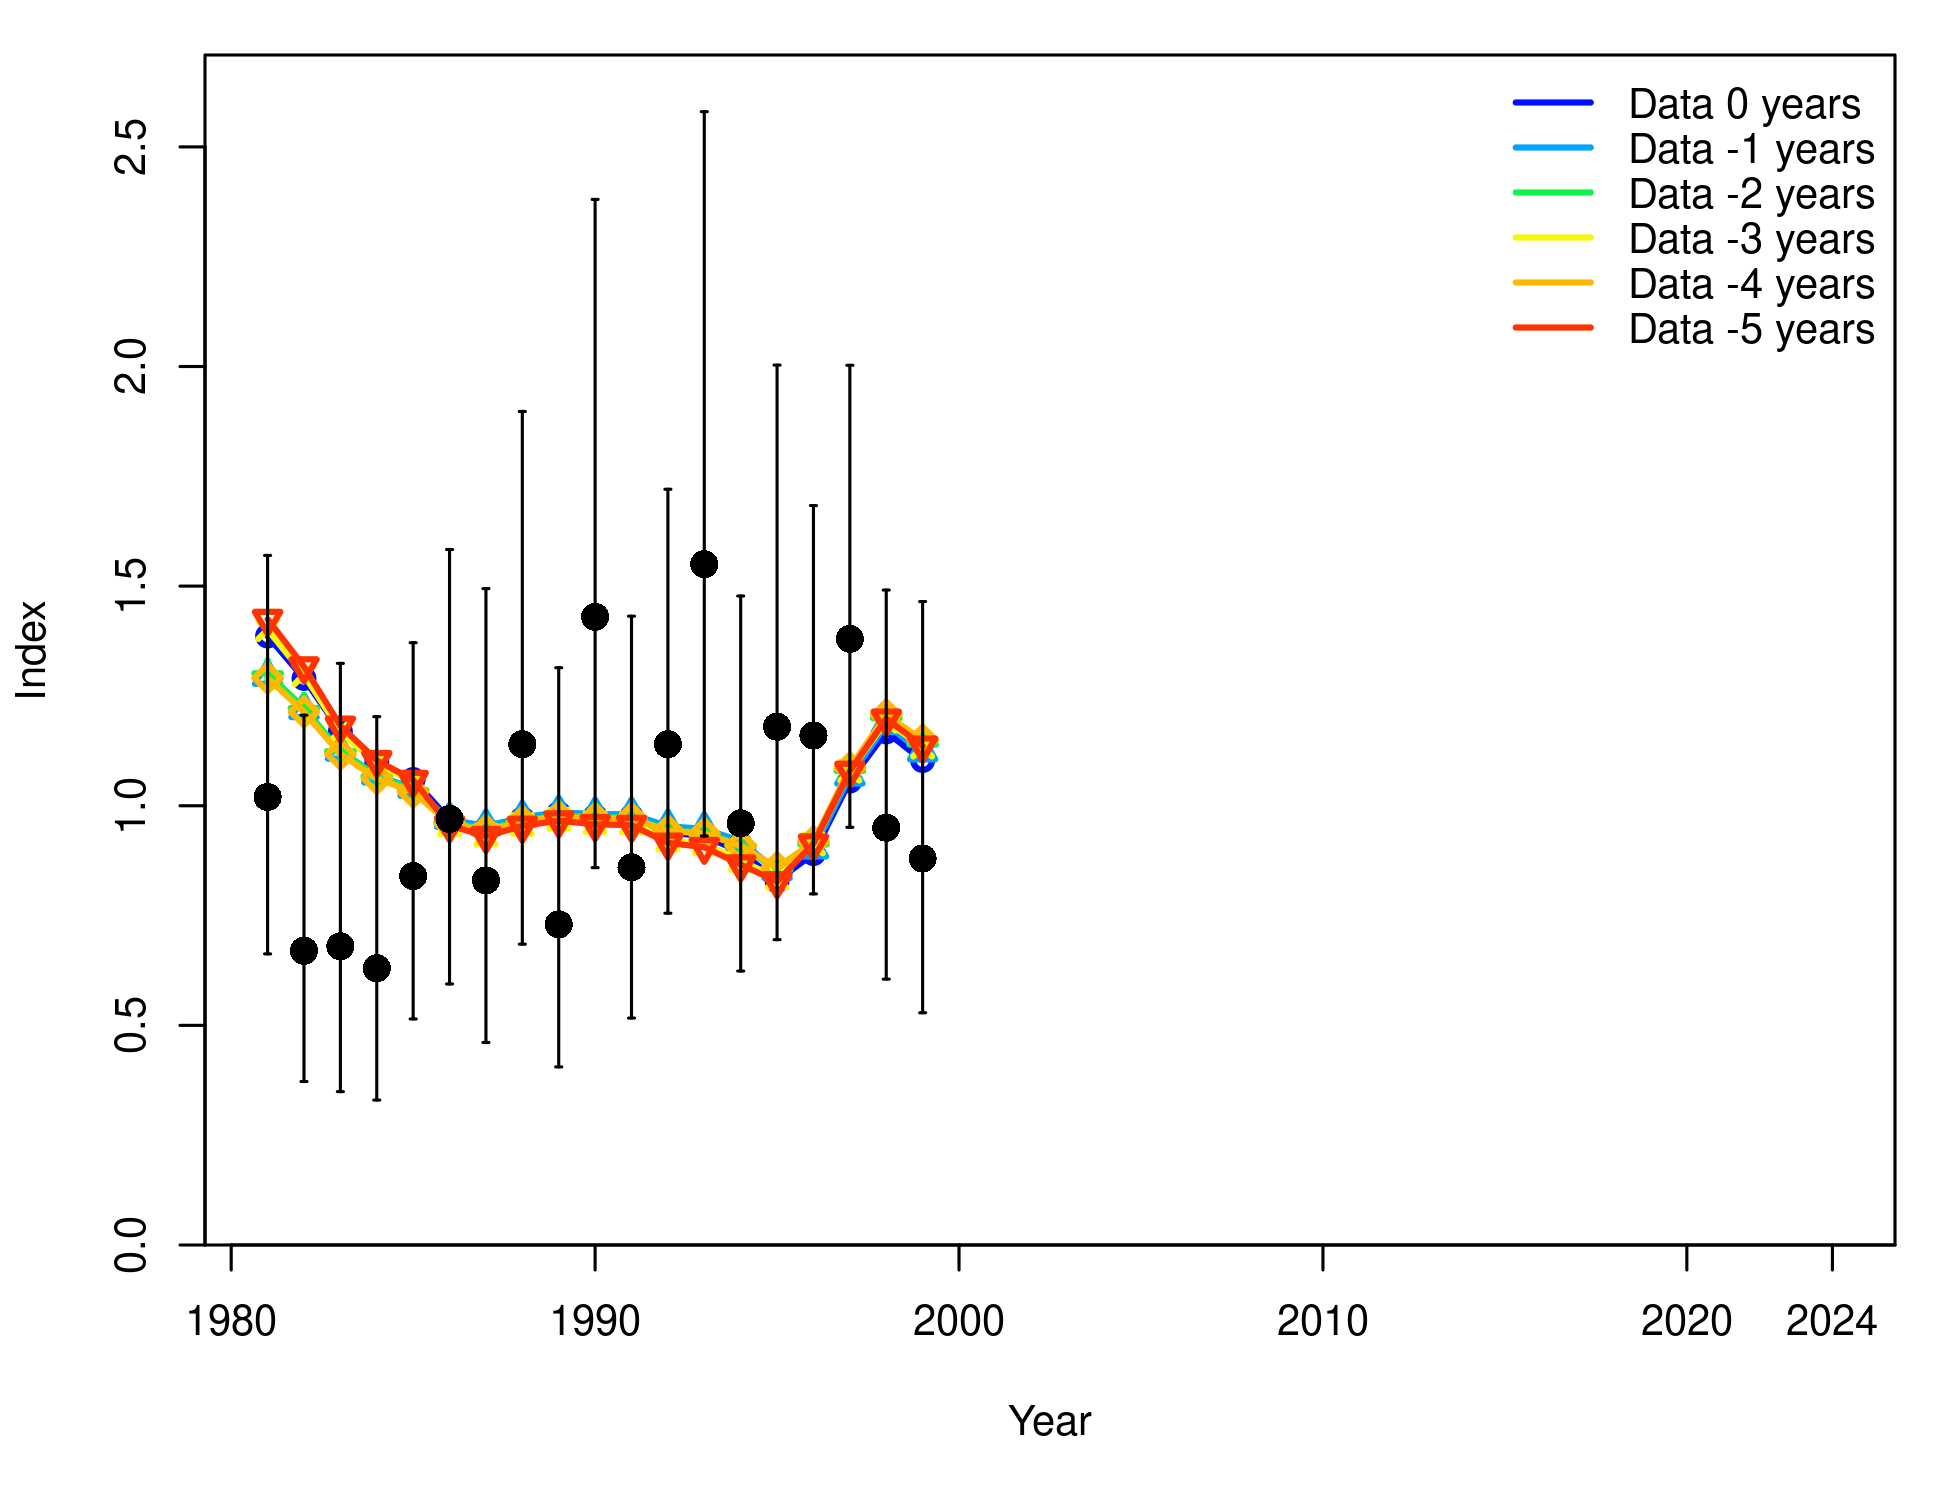 Data 0 years
Data -1 years
Data -2 years
Data -3 years
Data -4 years
Data -5 years
2.5
2.0
1.5
1.0
0.5
0.0
Index
1980 1990 2000 2010 2020 2024
Year